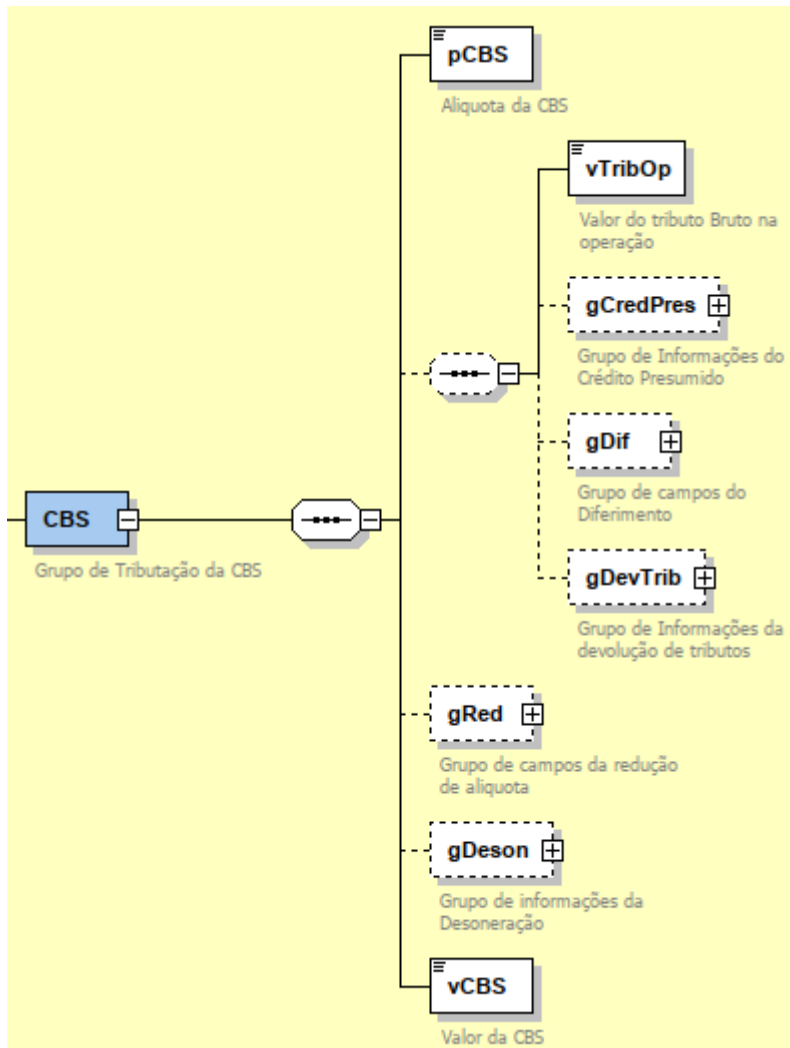 pCBS
Aliquota da CBS
vTribOp
Valor do tributo Bruto na
operação
gCredPres
Grupo de Informações do
Crédito Presumido
gDif
Grupo de campos do
Diferimento
CBS
Grupo de Tributação da CBS
gDevTrib
Grupo de Informações da
devolução de tributos
gRed
Grupo de campos da redução
de aliquota
gDeson
Grupo de informações da
Desoneração
vCBS
Valor da CBS